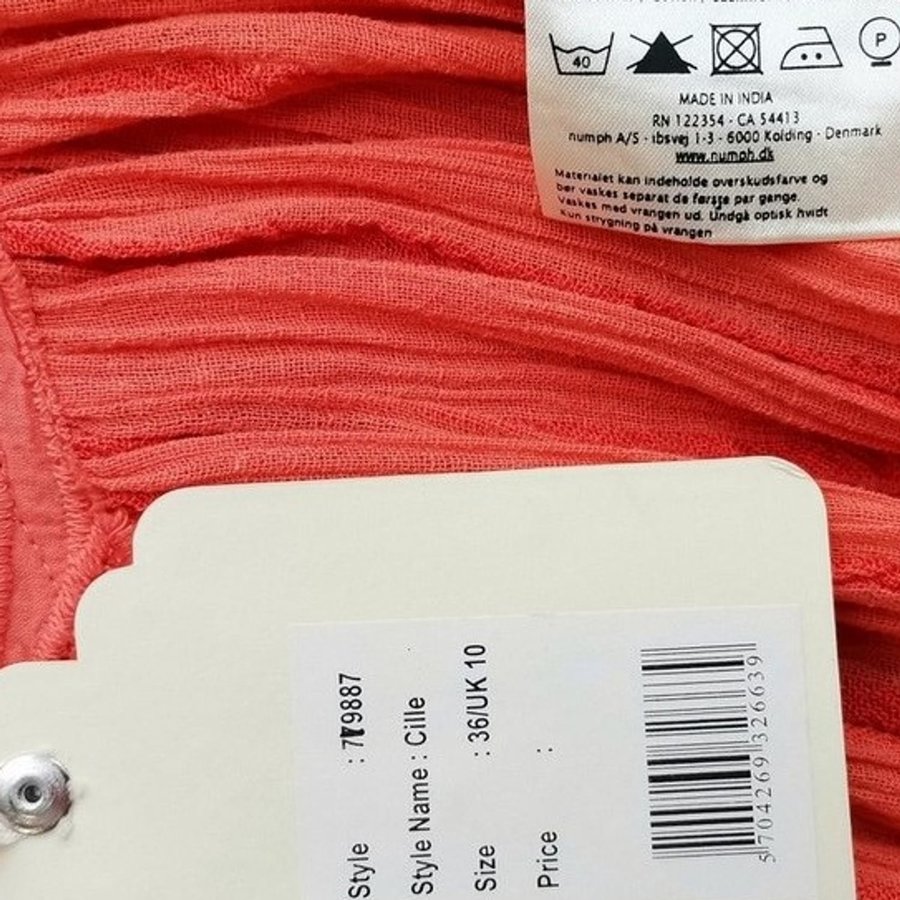 40
P
MADE IN INDIA
RN 122354 - CA 54413
numph A/S - Ibsvej 1-3 - 6000 Kolding - Denmark
www.numph.dk
Materialet kan indeholde overskudsfarve og
bør vaskes separat de første par gange.
Vaskes med vrangen ud. Undgå optisk hvidt
Kun strygning på vrangen
Style :
Style Name : Cille
Size : 36/UK 10
Price :
5704269326639